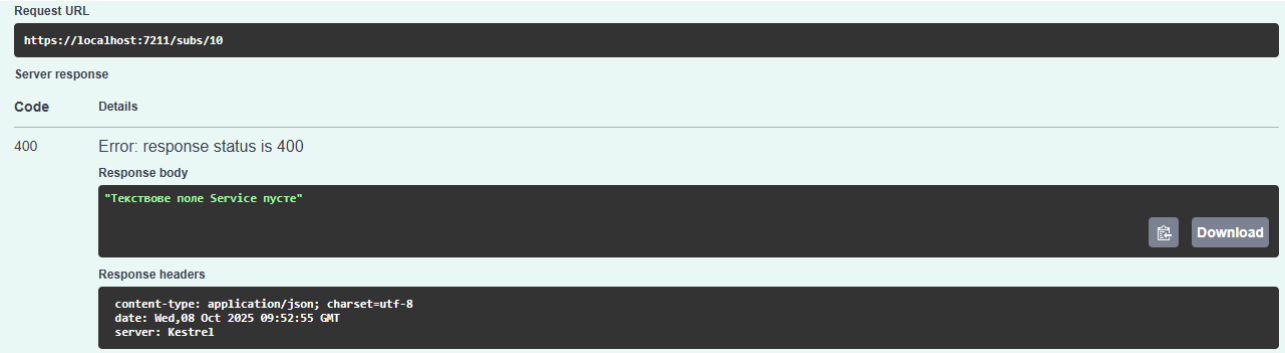 Request URL
https://localhost:7211/subs/10
Server response
Code Details
400 Error: response status is 400
Response body
"Текствове поле Service пусте"
Download
Response headers
content-type: application/json; charset=utf-8
date: Wed,08 Oct 2025 09:52:55 GMT
server: Kestrel